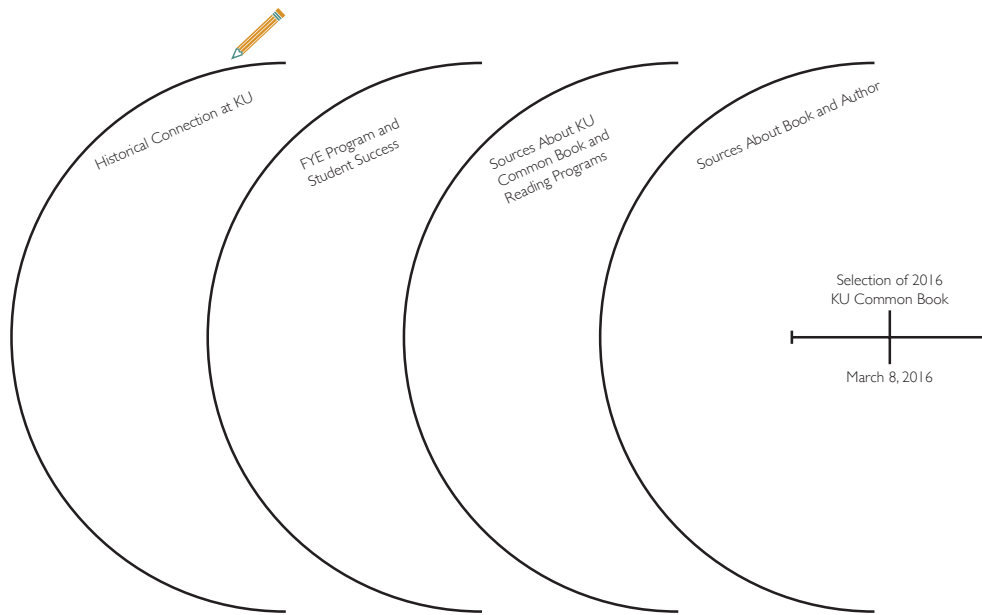 Historical Connection at KU
FYE Program and
Student Success
Sources About KU
Common Book and
Reading Programs
Sources About Book and Author
Selection of 2016
KU Common Book
March 8, 2016